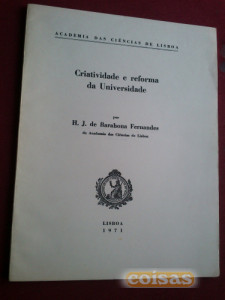 ACADEMIA DAS CIÊNCIAS DE LISBOA
Criatividade e reforma
da Universidade
por
H. J. de Barahona Fernandes
da Academia das Ciências de Lisboa
LISBOA
1971
coisas